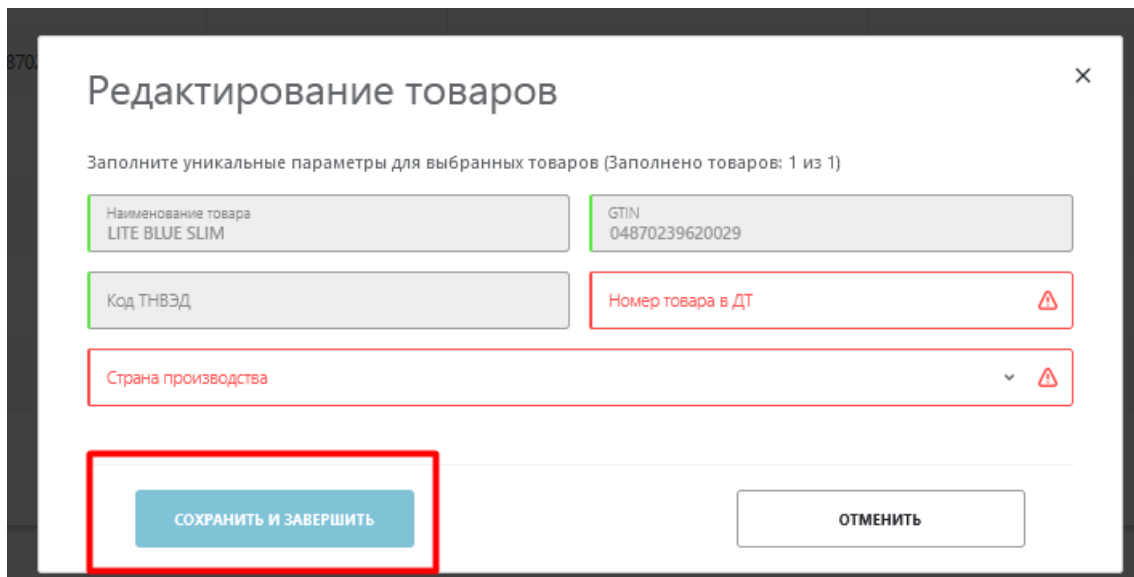 870
Редактирование товаров
Заполните уникальные параметры для выбранных товаров (Заполнено товаров: 1 из 1)
Наименование товара
LITE BLUE SLIM
GTIN
04870239620029
Код ТНВЭД
Номер товара в ДТ
Страна производства
СОХРАНИТЬ И ЗАВЕРШИТЬ
ОТМЕНИТЬ